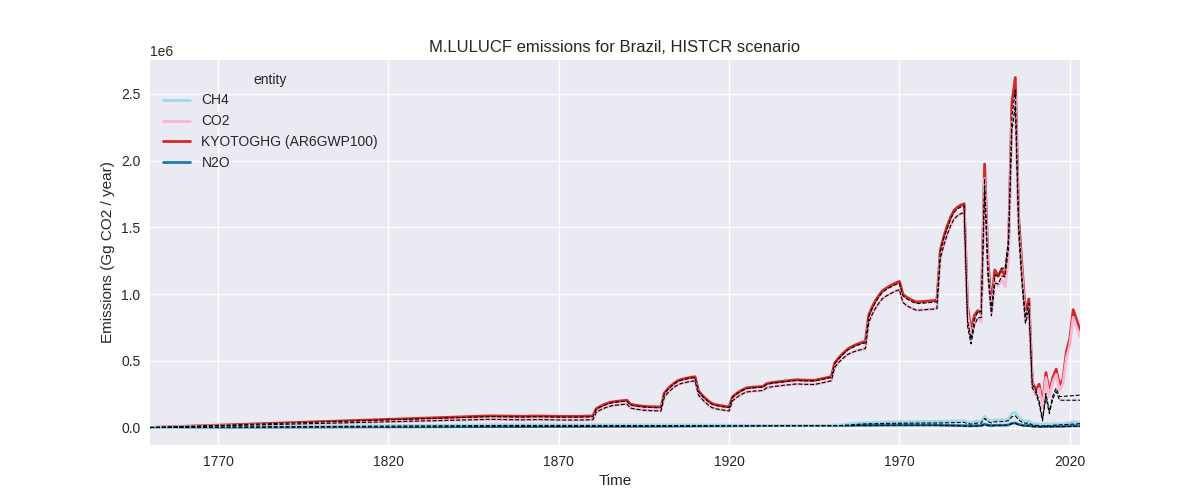 M.LULUCF emissions for Brazil, HISTCR scenario
1e6
entity
CH4
CO2
KYOTOGHG (AR6GWP100)
N2O
2.5
2.0
1.5
1.0
0.5
0.0
Emissions (Gg CO2 / year)
1770
1820
1870
1920
1970
2020
Time